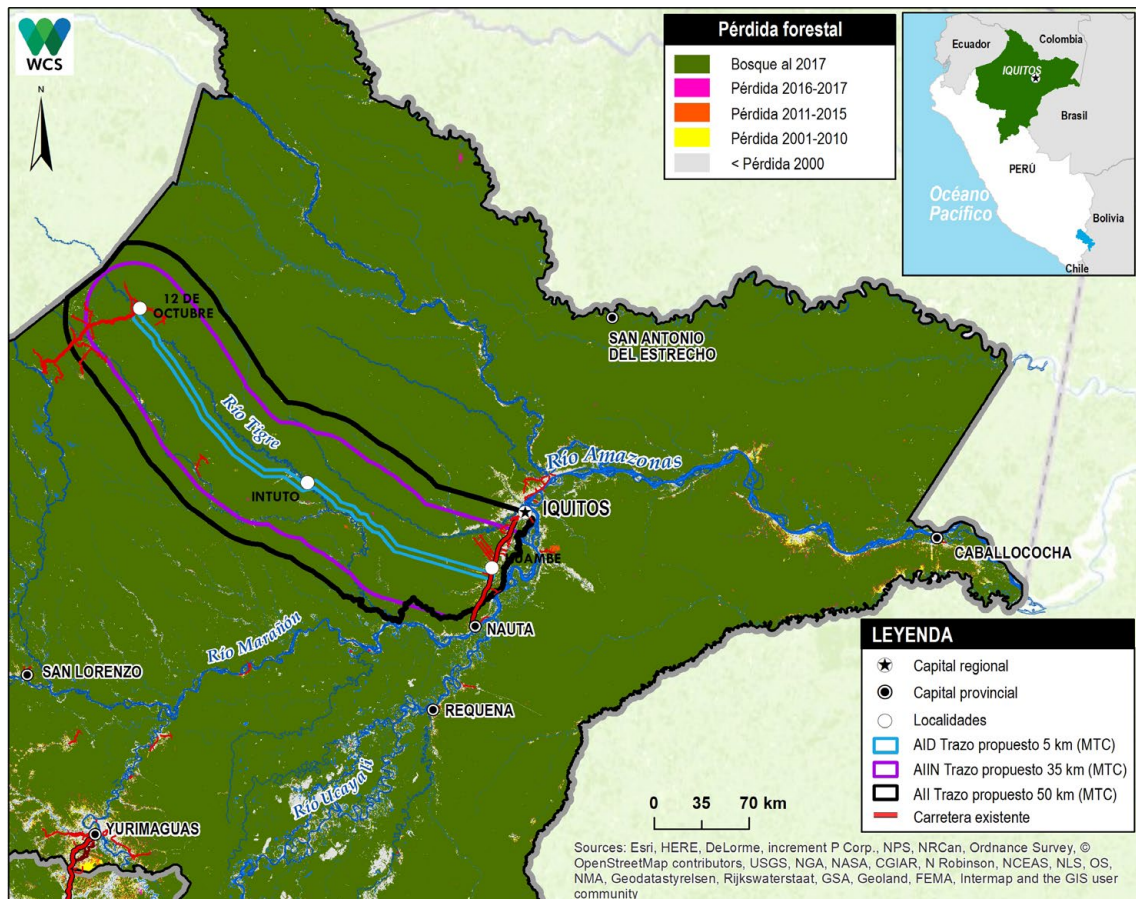 WCS
N
Pérdida forestal
Bosque al 2017
Pérdida 2016-2017
Pérdida 2011-2015
Pérdida 2001-2010
< Pérdida 2000
Ecuador
Colombia
IQUITOS
Brasil
PERÚ
Océano
Pacífico
Bolivia
Chile
12 DE
OCTUBRE
SAN ANTONIO
DEL ESTRECHO
Río Tigre
Río Amazonas
INTUTO
IQUITOS
CABALLOCOCHA
NAUTA
Río Marañón
SAN LORENZO
REQUENA
Río Ucayali
YURIMAGUAS
LEYENDA
Capital regional
Capital provincial
Localidades
AID Trazo propuesto 5 km (MTC)
AIIN Trazo propuesto 35 km (MTC)
AII Trazo propuesto 50 km (MTC)
Carretera existente
0 35 70 km
Sources: Esri, HERE, DeLorme, increment P Corp., NPS, NRCan, Ordnance Survey, ©
OpenStreetMap contributors, USGS, NGA, NASA, CGIAR, N Robinson, NCEAS, NLS, OS,
NMA, Geodatastyrelsen, Rijkswaterstaat, GSA, Geoland, FEMA, Intermap and the GIS user
community